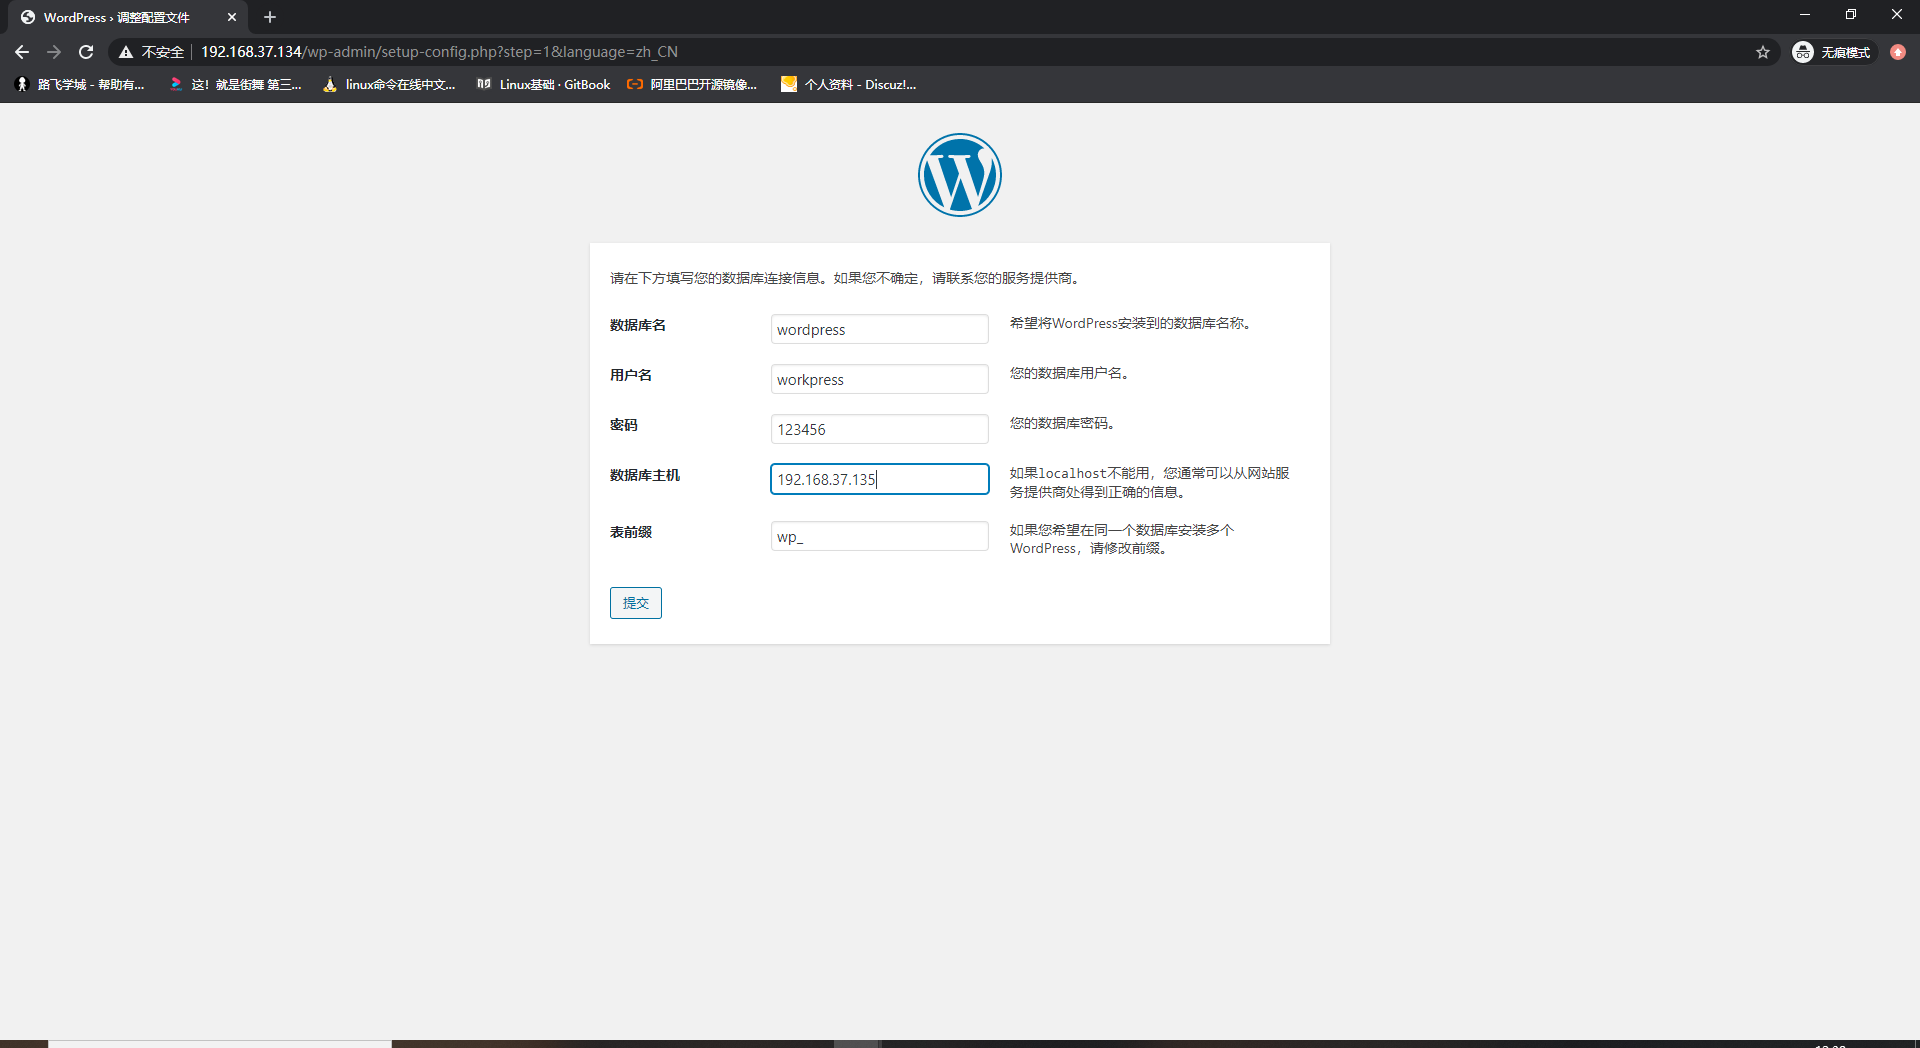 WordPress › 调整配置文件
不安全 192.168.37.134/wp-admin/setup-config.php?step=1&language=zh_CN 无痕模式
路飞学城 - 帮助有... 这！就是街舞 第三... linux命令在线中文... Linux基础 · GitBook 阿里巴巴开源镜像... 个人资料 - Discuz!...
请在下方填写您的数据库连接信息。如果您不确定，请联系您的服务提供商。
数据库名 wordpress 希望将WordPress安装到的数据库名称。
用户名 workpress 您的数据库用户名。
密码 123456 您的数据库密码。
数据库主机 192.168.37.135 如果localhost不能用，您通常可以从网站服
务提供商处得到正确的信息。
表前缀 wp_ 如果您希望在同一个数据库安装多个
WordPress，请修改前缀。
提交